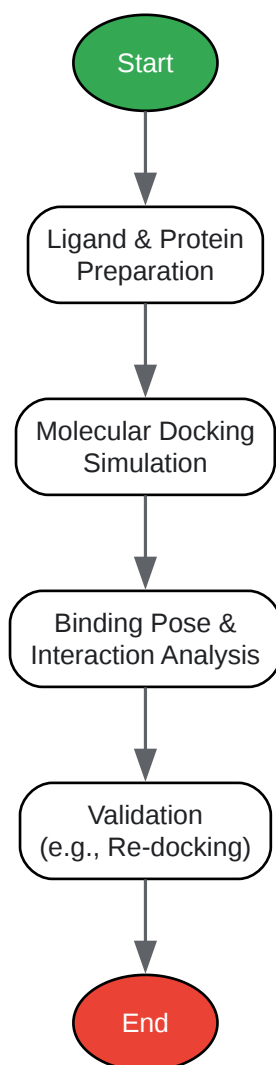 Start
Ligand & Protein
Preparation
Molecular Docking
Simulation
Binding Pose &
Interaction Analysis
Validation
(e.g., Re-docking)
End